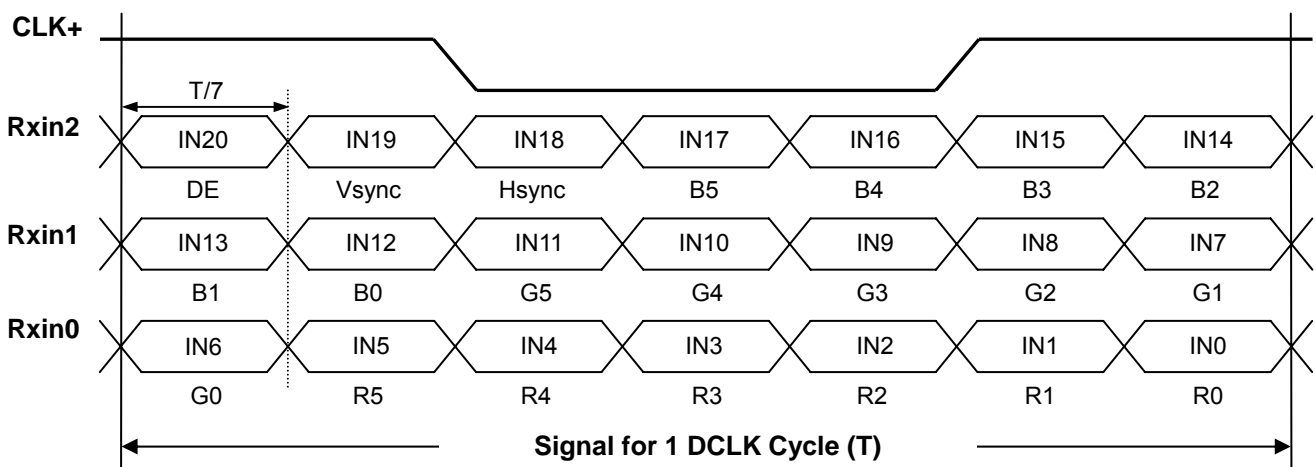 CLK+
T/7
Rxin2 IN20 IN19 IN18 IN17 IN16 IN15 IN14
DE Vsync Hsync B5 B4 B3 B2
Rxin1 IN13 IN12 IN11 IN10 IN9 IN8 IN7
B1 B0 G5 G4 G3 G2 G1
Rxin0 IN6 IN5 IN4 IN3 IN2 IN1 IN0
G0 R5 R4 R3 R2 R1 R0
Signal for 1 DCLK Cycle (T)